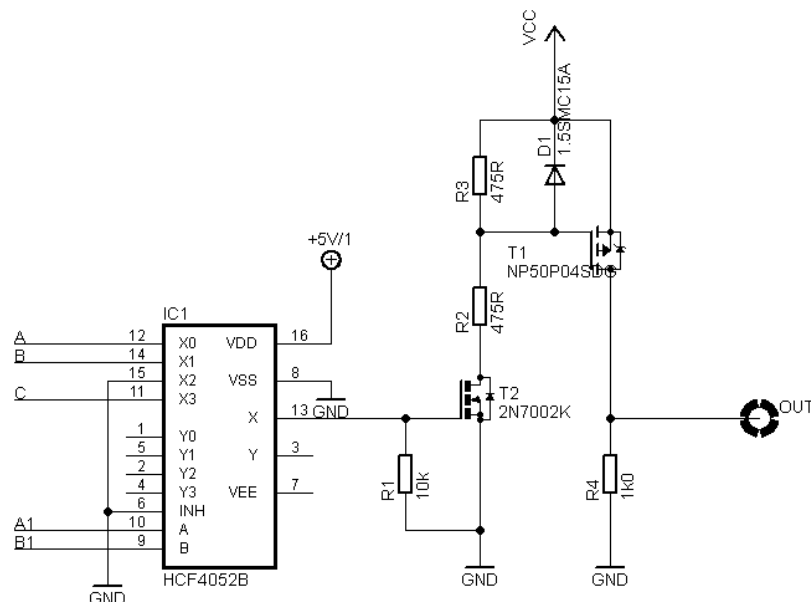 VCC
D1
1.5SMC15A
R3
475R
+5V/1
T1
NP50P04SDG
R2
475R
IC1
A 12 X0 VDD 16
B 14 X1
15 X2 VSS 8
C 11 X3
GND
X 13
T2
2N7002K
1 Y0
5 Y1 Y 3
2 Y2
4 Y3 VEE 7
6 INH
A1 10 A
B1 9 B
HCF4052B
GND
R1
10K
GND
OUT
R4
1k0
GND